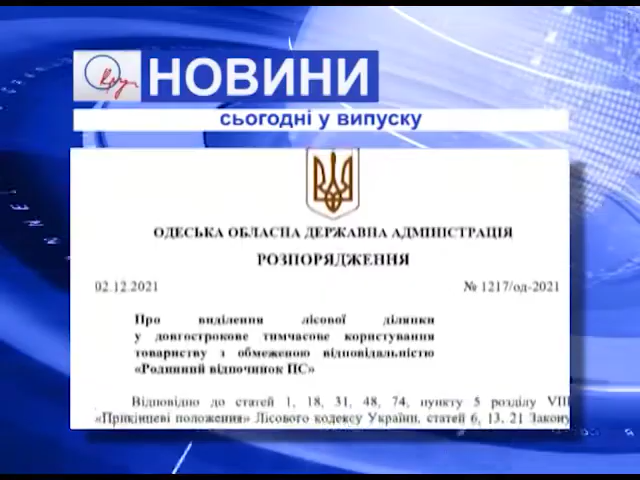 НОВИНИ
сьогодні у випуску
ОДЕСЬКА ОБЛАСНА ДЕРЖАВНА АДМІНІСТРАЦІЯ
РОЗПОРЯДЖЕННЯ
02.12.2021 № 1217/од-2021
Про виділення лісової ділянки
у довгострокове тимчасове користування
товариству з обмеженою відповідальністю
«Родинний відпочинок ПС»
Відповідно до статей 1, 18, 31, 48, 74, пункту 5 розділу VIII
«Прикінцеві положення» Лісового кодексу України, статей 6, 13, 21 Закону